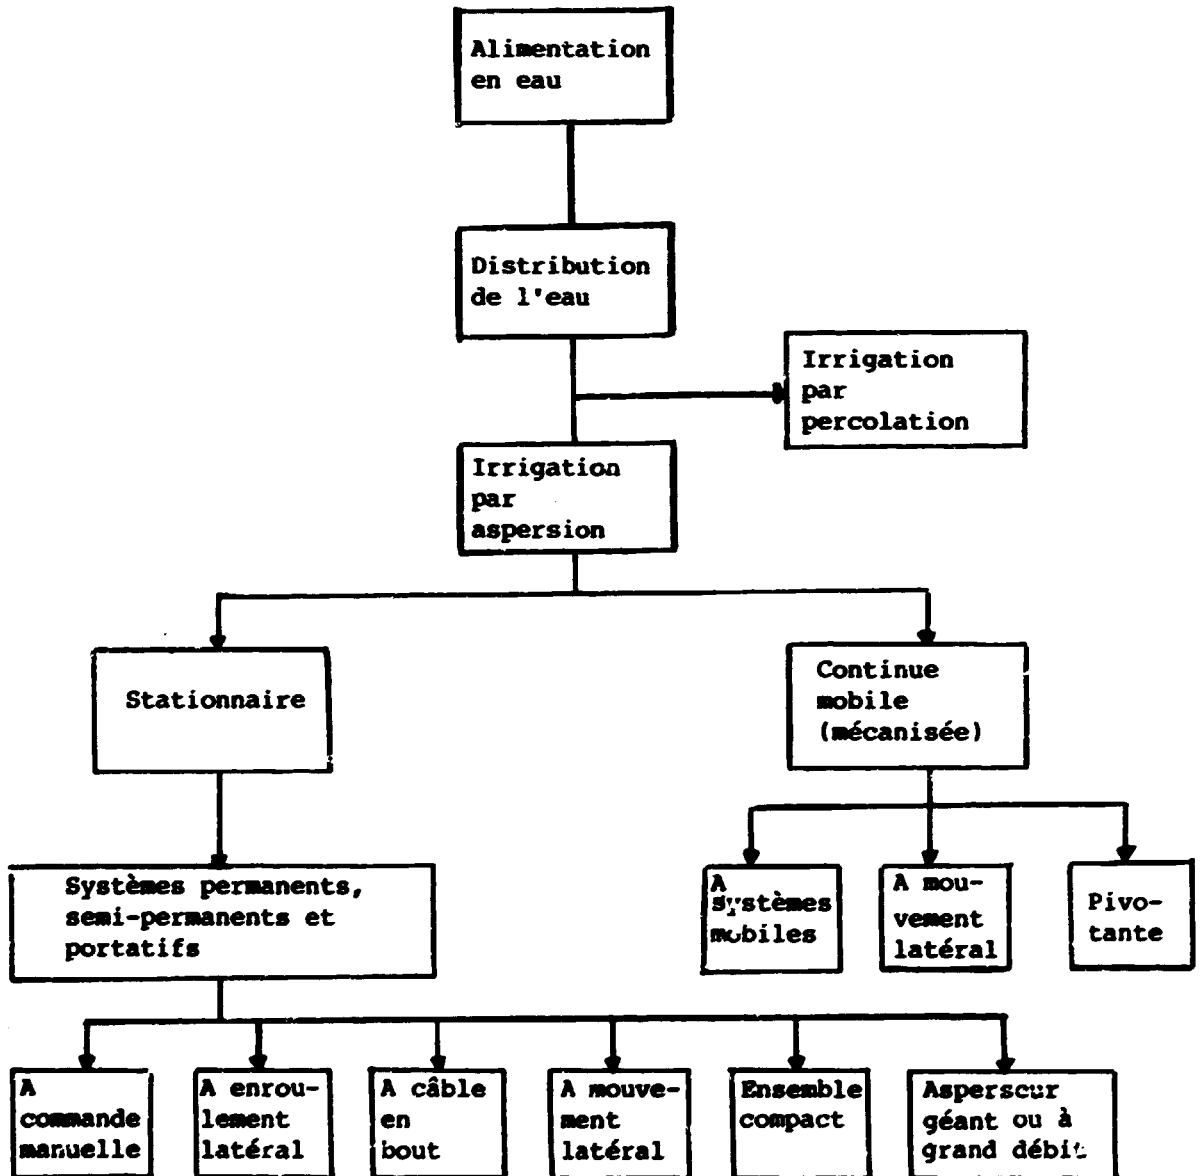 Alimentation
en eau
Distribution
de l'eau
Irrigation
par
percolation
Irrigation
par
aspersion
Stationnaire
Continue
mobile
(mécanisée)
Systèmes permanents,
semi-permanents et
portatifs
A
systèmes
mobiles
A mou-
vement
latéral
Pivo-
tante
A
commande
manuelle
A enrou-
lement
latéral
A câble
en
bout
A mouve-
ment
latéral
Ensemble
compact
Asperseur
géant ou à
grand débit